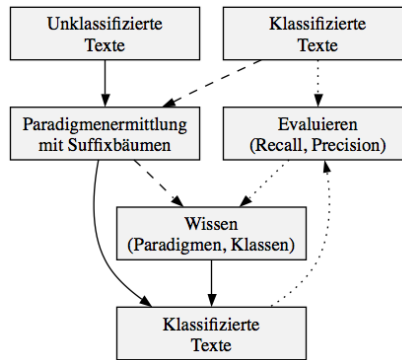 Unklassifizierte
Texte
Klassifizierte
Texte
Paradigmenermittlung
mit Suffixbäumen
Evaluieren
(Recall, Precision)
Wissen
(Paradigmen, Klassen)
Klassifizierte
Texte